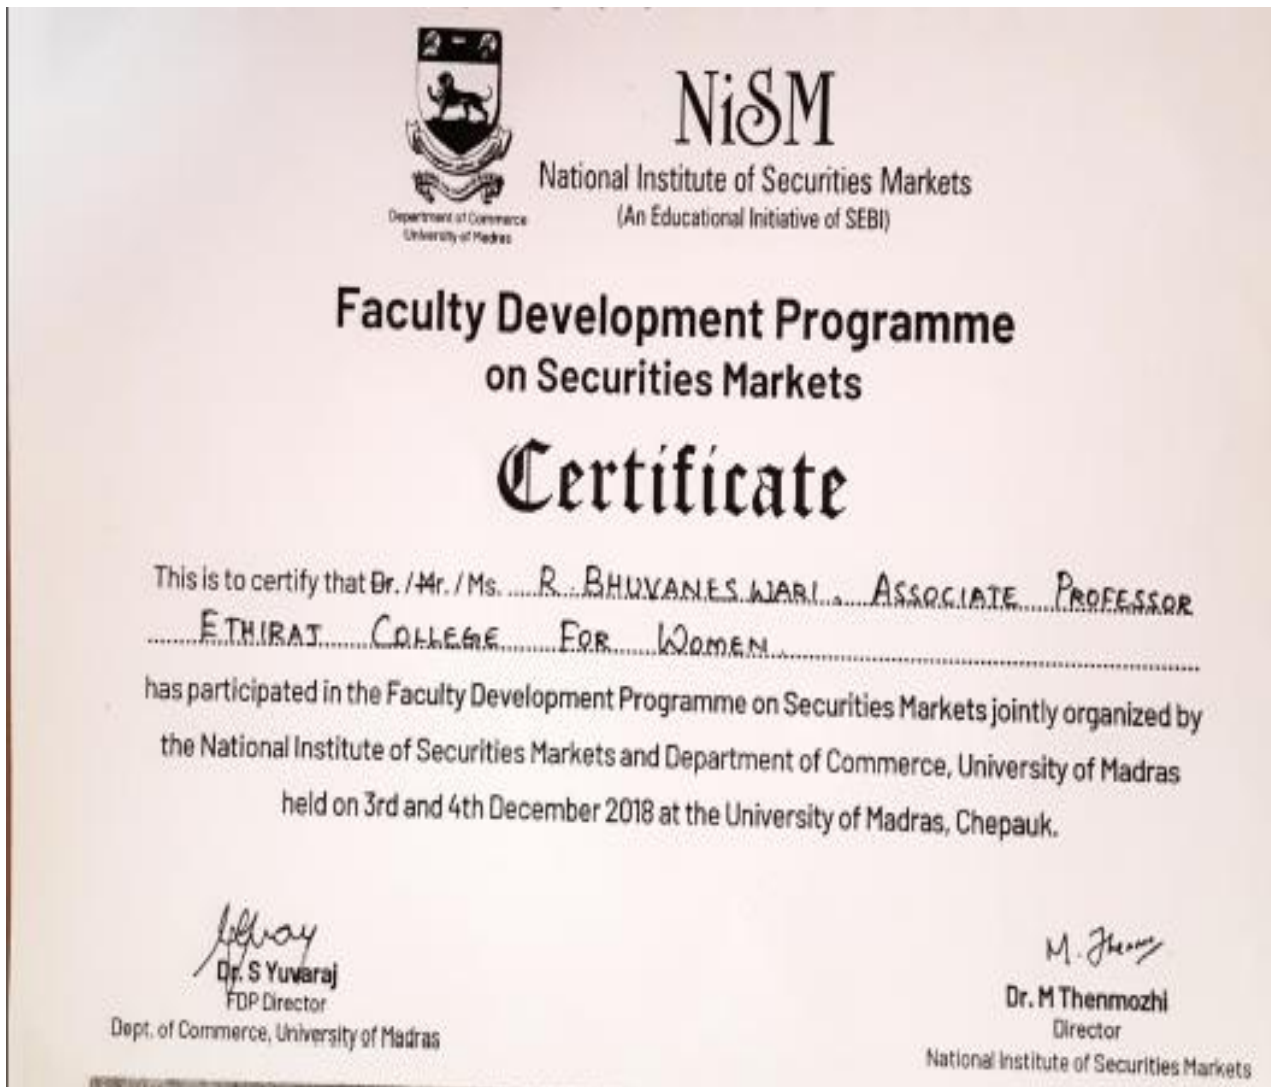 NiSM
National Institute of Securities Markets
(An Educational Initiative of SEBI)
Department of Commerce
University of Madras
Faculty Development Programme
on Securities Markets
Certificate
This is to certify that Dr. / Mr. / Ms. R. BHUVANESWARI, ASSOCIATE PROFESSOR
ETHIRAJ COLLEGE FOR WOMEN.
has participated in the Faculty Development Programme on Securities Markets jointly organized by
the National Institute of Securities Markets and Department of Commerce, University of Madras
held on 3rd and 4th December 2018 at the University of Madras, Chepauk.
Dr. S Yuvaraj
FDP Director
Dept. of Commerce, University of Madras
M. 
Dr. M Thenmozhi
Director
National Institute of Securities Markets